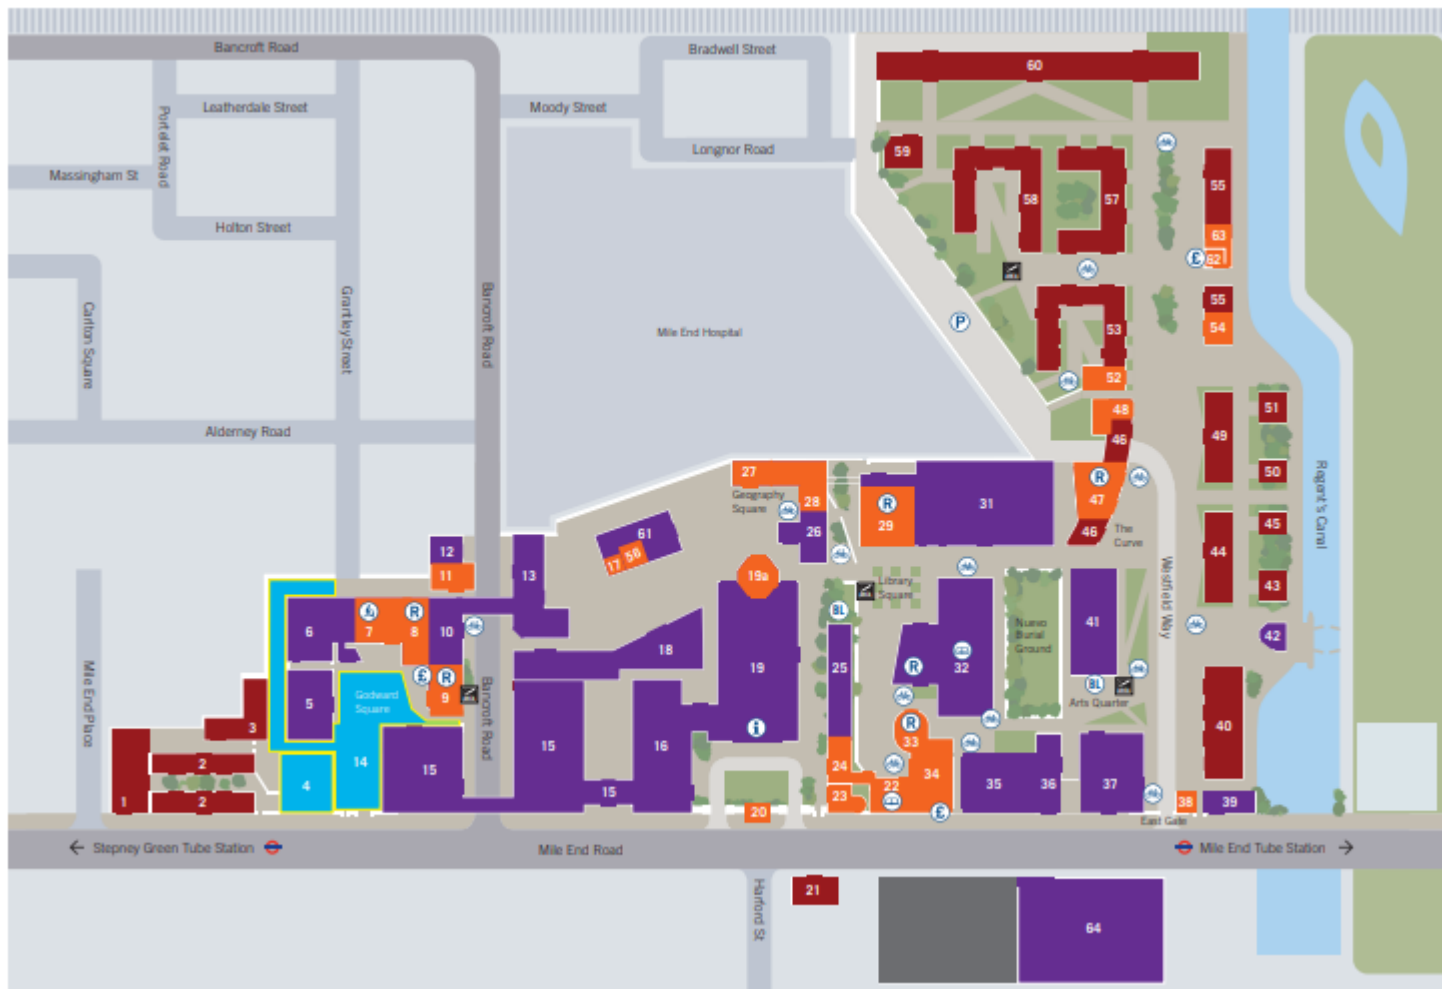 Bancroft Road
Bradwell Street
60
Leatherdale Street
Moody Street
Portelet Road
Longnor Road
59
Massingham St
55
58
57
Holton Street
63
62
Carlton Square
Grantley Street
Bancroft Road
55
Mile End Hospital
P
53
54
52
48
51
Alderney Road
46
49
27
R
50
Geography
Square
28
R
47
31
Regent's Canal
29
61
26
46
The
Curve
45
12
56
44
17
11
13
19a
Library
Square
43
BL
£
R
6
7
8
10
Nuevo
Burial
Ground
41
Westfield Way
42
18
25
R
32
19
£
R
BL
5
Godward
Square
9
Arts Quarter
Mile End Place
Bancroft Road
3
i
R
40
33
15
16
2
14
15
24
34
4
22
35
36
37
1
2
15
23
38
39
20
£
East Gate
← Stepney Green Tube Station
Mile End Road
Mile End Tube Station →
21
Harford St
64